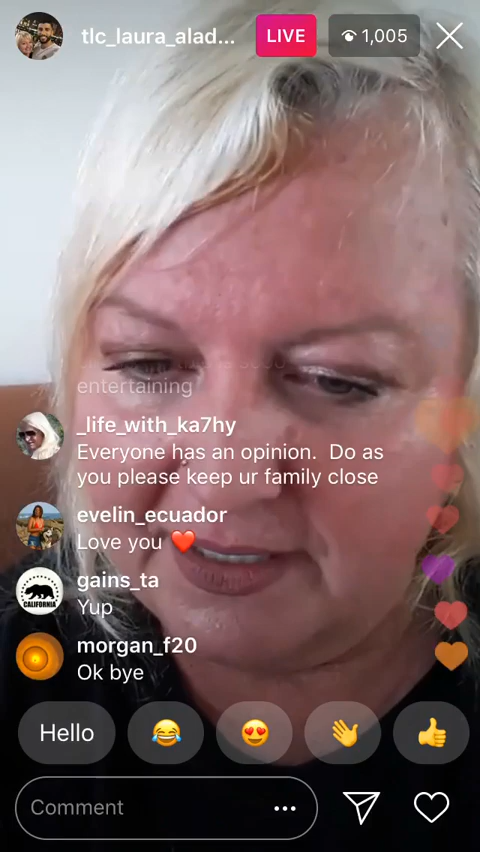 tlc_laura_alad...
LIVE
1,005
entertaining
_life_with_ka7hy
Everyone has an opinion.  Do as
you please keep ur family close
evelin_ecuador
Love you ❤️
gains_ta
CALIFORNIA
Yup
morgan_f20
Ok bye
Hello
Comment